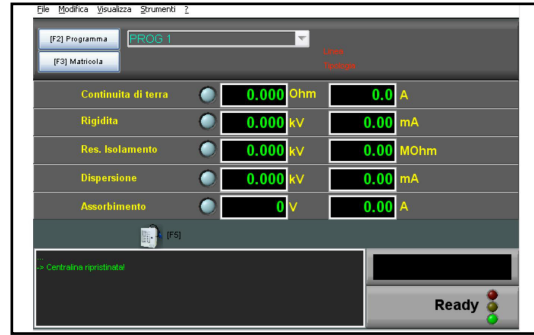 File Modifica Visualizza Strumenti ?
[F2] Programma PROG 1
[F3] Matricola
Linea
Tipologia
Continuita di terra 0.000 Ohm 0.0 A
Rigidita 0.000 kV 0.00 mA
Res. Isolamento 0.000 kV 0.00 MOhm
Dispersione 0.000 kV 0.00 mA
Assorbimento 0 V 0.00 A
[F5]
...
-> Centralina ripristinata!
Ready